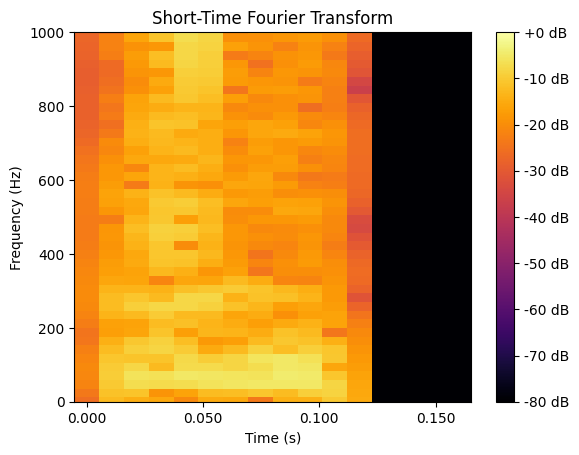 Short-Time Fourier Transform
1000
800
600
400
200
0
Frequency (Hz)
0.000
0.050
0.100
0.150
Time (s)
+0 dB
-10 dB
-20 dB
-30 dB
-40 dB
-50 dB
-60 dB
-70 dB
-80 dB